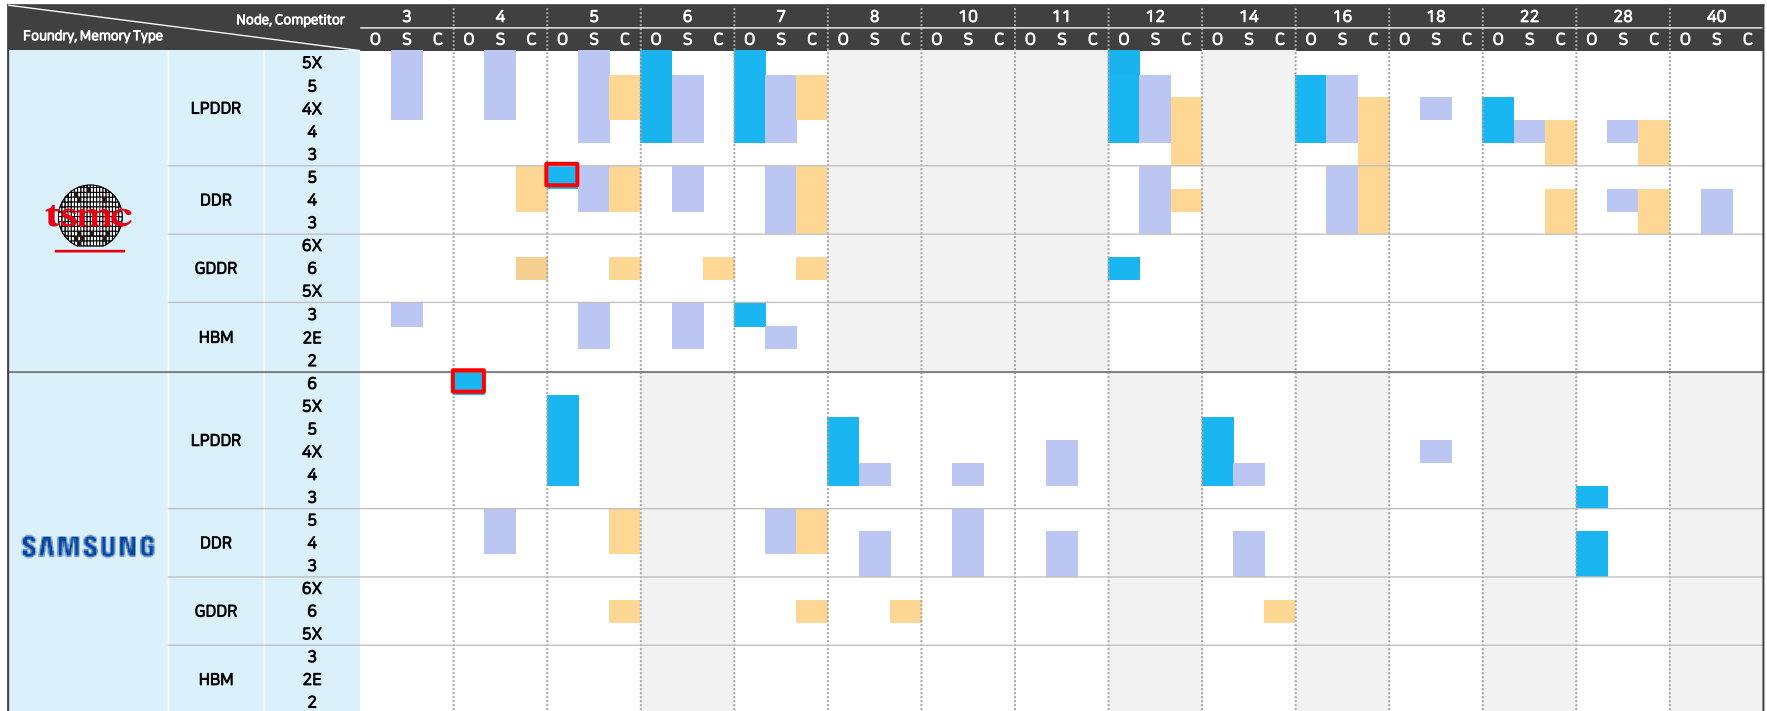 Node, Competitor 3 4 5 6 7 8 10 11 12 14 16 18 22 28 40
Foundry, Memory Type O S C O S C O S C O S C O S C O S C O S C O S C O S C O S C O S C O S C O S C O S C O S C
5X
5
LPDDR 4X
4
3
5
tsmc DDR 4
3
6X
GDDR 6
5X
3
HBM 2E
2
6
5X
5
LPDDR 4X
4
3
5
SAMSUNG DDR 4
3
6X
GDDR 6
5X
3
HBM 2E
2